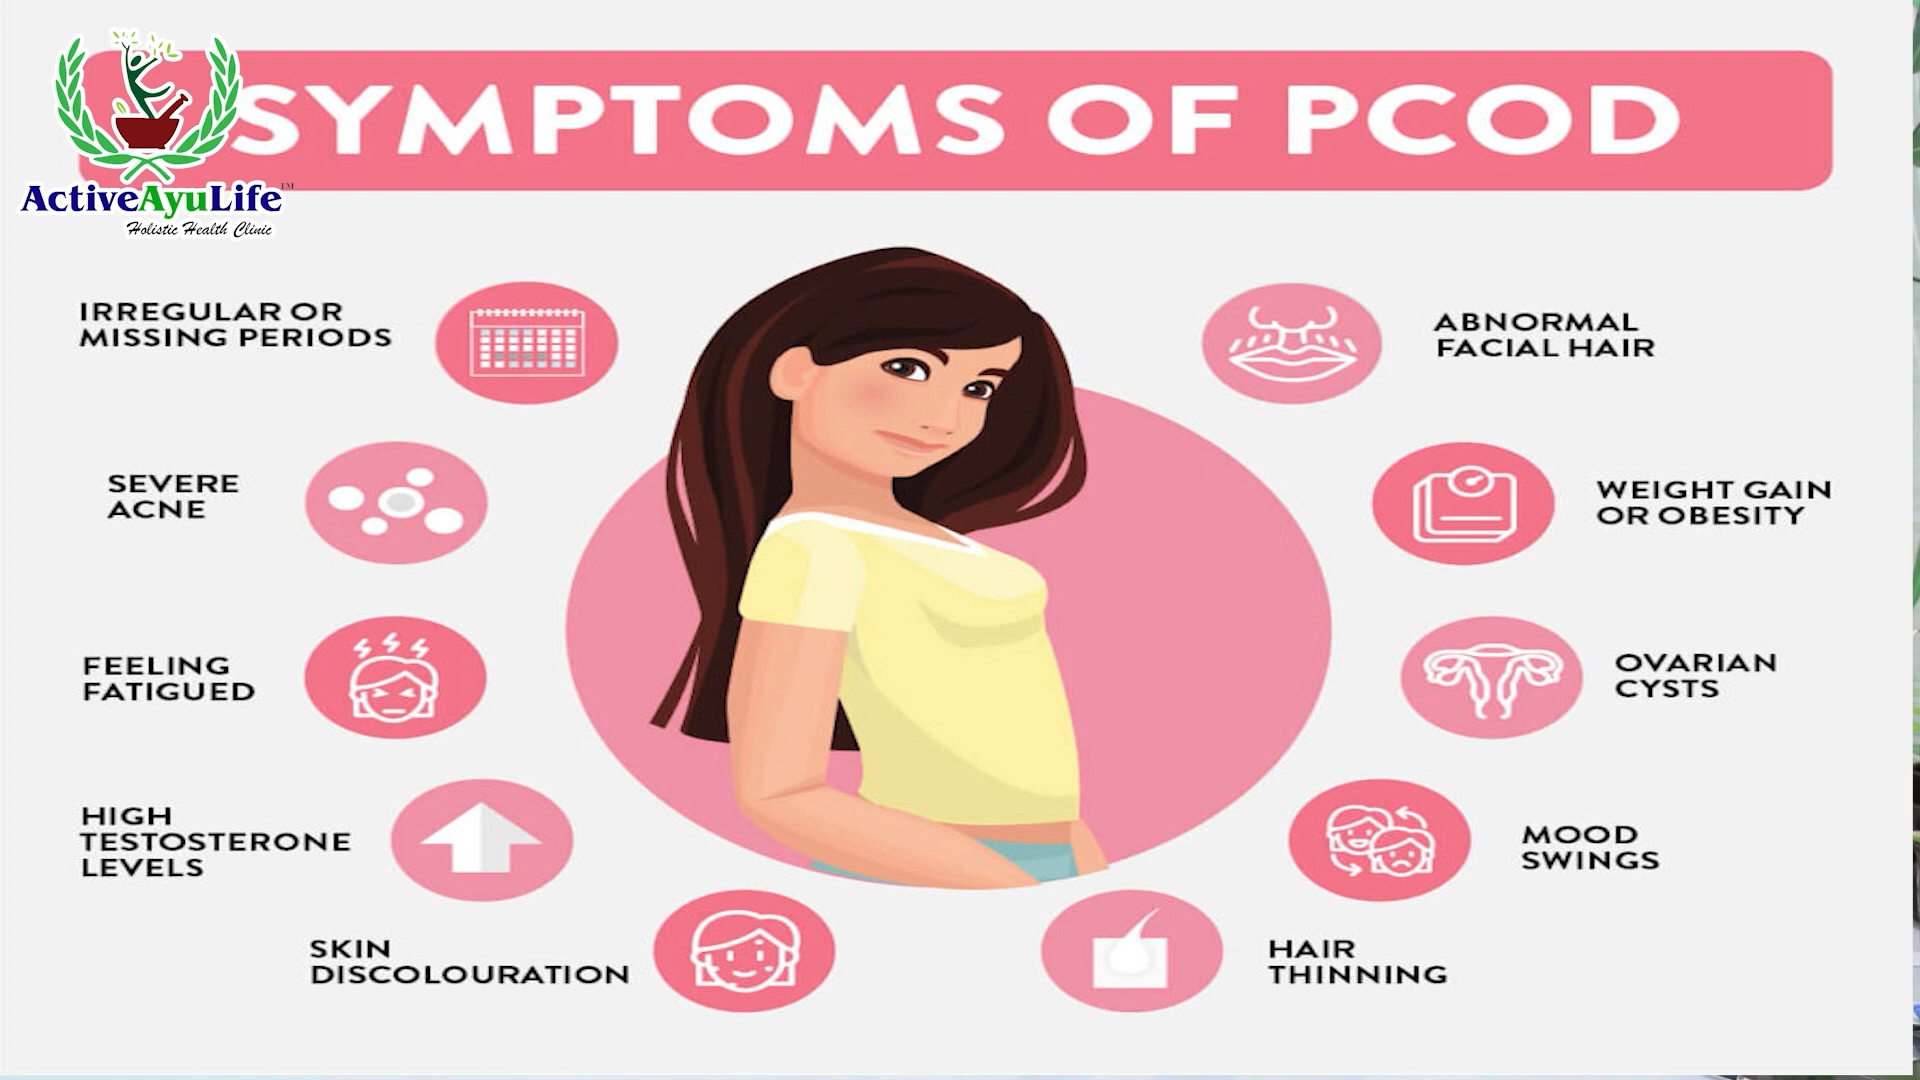 SYMPTOMS OF PCOD
ActiveAyuLife™
Holistic Health Clinic
IRREGULAR OR
MISSING PERIODS
SEVERE
ACNE
FEELING
FATIGUED
HIGH
TESTOSTERONE
LEVELS
SKIN
DISCOLOURATION
ABNORMAL
FACIAL HAIR
WEIGHT GAIN
OR OBESITY
OVARIAN
CYSTS
MOOD
SWINGS
HAIR
THINNING